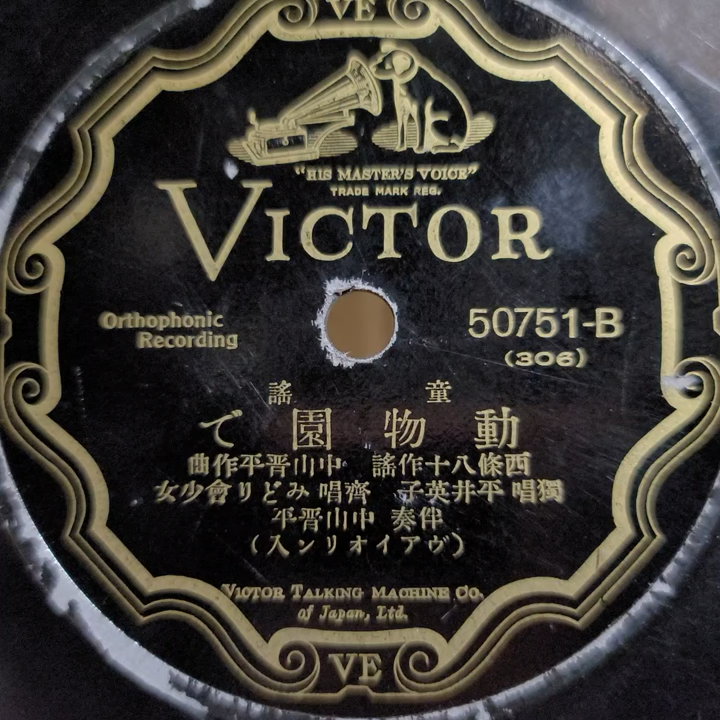 VE
"HIS MASTER'S VOICE"
TRADE MARK REG.
VICTOR
Orthophonic
Recording
50751-B
(306)
童謠
動物園で
西條八十作謠 中山晋平作曲
獨唱 平井英子 齊唱 みどり會少女
伴奏 中山晋平
(ヴアイオリン入)
VICTOR TALKING MACHINE CO.
of Japan, Ltd.
VE